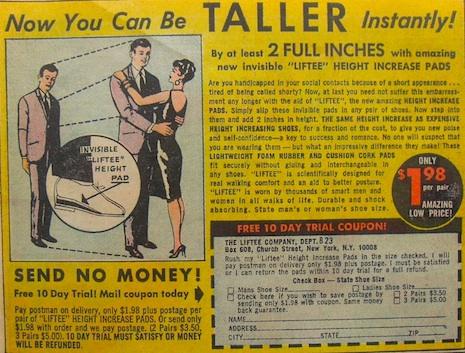 Now You Can Be TALLER Instantly!
By at least 2 FULL INCHES with amazing
new invisible "LIFTEE" HEIGHT INCREASE PADS
Are you handicapped in your social contacts because of a short appearance . . .
tired of being called shorty? Now, at last you need not suffer this embarrass-
ment any longer with the aid of "LIFTEE", the new amazing HEIGHT INCREASE
PADS. Simply slip these invisible pads in any pair of shoes. Now step into
them and add 2 inches in height. THE SAME HEIGHT INCREASE AS EXPENSIVE
HEIGHT INCREASING SHOES, for a fraction of the cost, to give you new poise
and self-confidence—a key to success and romance. No one will suspect that
you are wearing them — but what an impressive difference they make! These
LIGHTWEIGHT FOAM RUBBER AND CUSHION CORK PADS
fit securely without gluing and interchangeable in
any shoes. "LIFTEE" is scientifically designed for
real walking comfort and an aid to better posture.
"LIFTEE" is worn by thousands of smart men and
women in all walks of life. Durable and shock
absorbing. State man's or woman's shoe size.
ONLY
$1.98
per pair
AMAZING
LOW PRICE!
INVISIBLE
"LIFTEE"
HEIGHT
PAD
SEND NO MONEY!
Free 10 Day Trial! Mail coupon today
Pay postman on delivery, only $1.98 plus postage per
pair of "LIFTEE" HEIGHT INCREASE PADS. Or send only
$1.98 with order and we pay postage. (2 Pairs $3.50,
3 Pairs $5.00). 10 DAY TRIAL MUST SATISFY OR MONEY
WILL BE REFUNDED.
FREE 10 DAY TRIAL COUPON!
THE LIFTEE COMPANY, DEPT. 823
Box 608, Church Street, New York, N.Y. 10008
Rush my "Liftee" Height Increase Pads in the size checked. I will
pay postman on delivery only $1.98 plus postage. I must be satisfied
or I can return the pads within 10 day trial for a full refund.
Check Box — State Shoe Size
Mans Shoe Size Ladies Shoe Size
Check here if you wish to save postage by
sending only $1.98 with coupon. Same money
back guarantee.
2 Pairs $3.50
3 Pairs $5.00
NAME
ADDRESS
CITY STATE ZIP